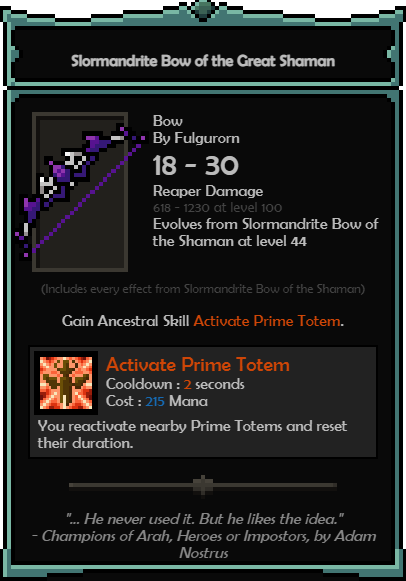 Slormandrite Bow of the Great Shaman
Bow
By Fulgurorn
18 - 30
Reaper Damage
618 - 1230 at level 100
Evolves from Slormandrite Bow of
the Shaman at level 44
(Includes every effect from Slormandrite Bow of the Shaman)
Gain Ancestral Skill Activate Prime Totem.
Activate Prime Totem
Cooldown : 2 seconds
Cost : 215 Mana
You reactivate nearby Prime Totems and reset
their duration.
"... He never used it. But he likes the idea."
- Champions of Arah, Heroes or Impostors, by Adam
Nostrus